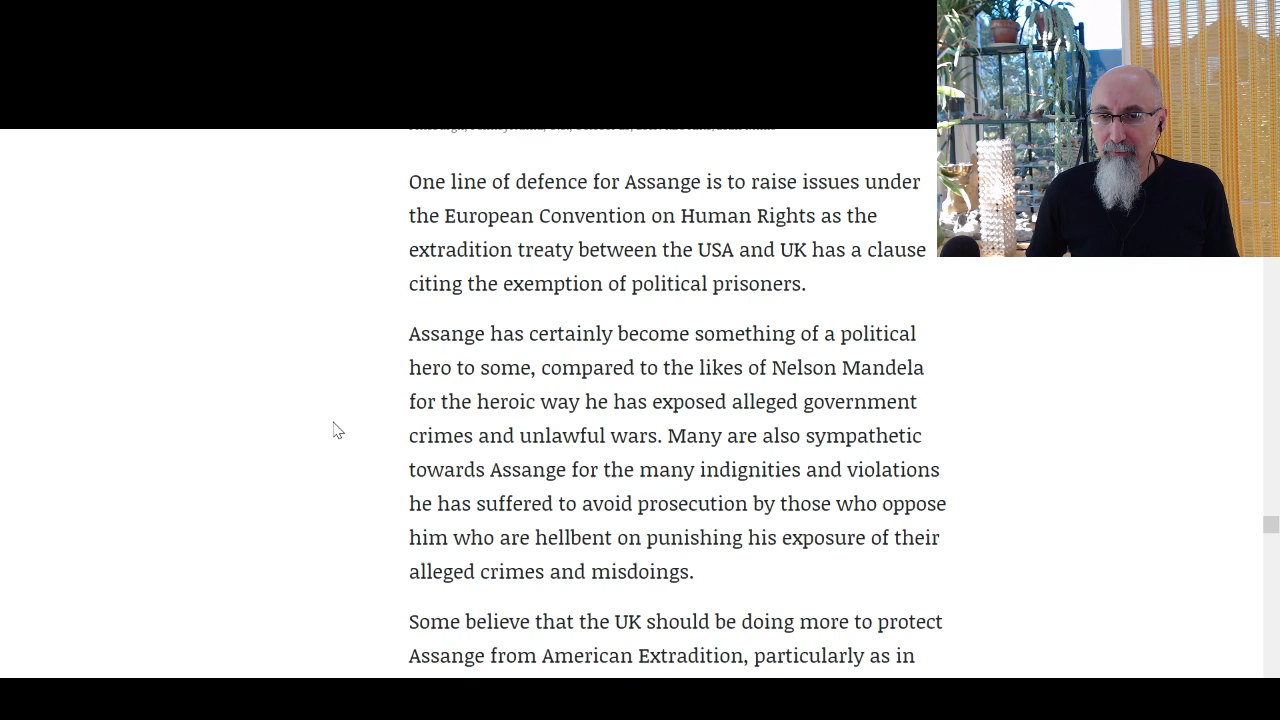 One line of defence for Assange is to raise issues under
the European Convention on Human Rights as the
extradition treaty between the USA and UK has a clause
citing the exemption of political prisoners.
Assange has certainly become something of a political
hero to some, compared to the likes of Nelson Mandela
for the heroic way he has exposed alleged government
crimes and unlawful wars. Many are also sympathetic
towards Assange for the many indignities and violations
he has suffered to avoid prosecution by those who oppose
him who are hellbent on punishing his exposure of their
alleged crimes and misdoings.
Some believe that the UK should be doing more to protect
Assange from American Extradition, particularly as in